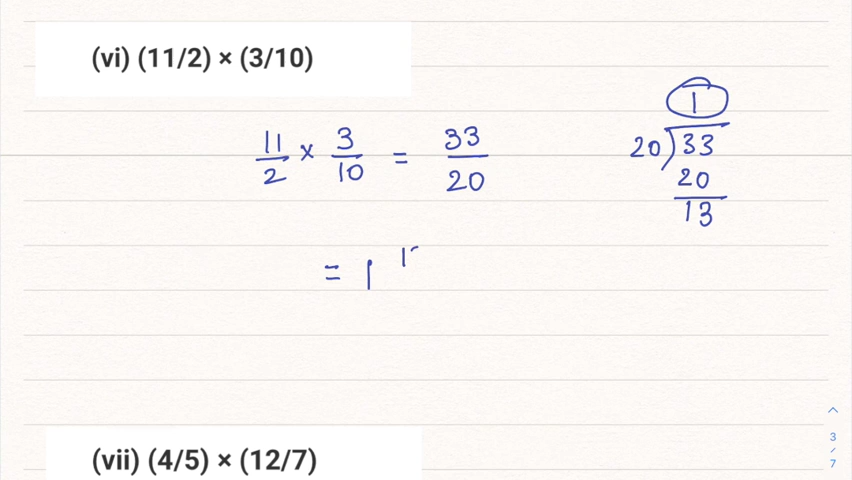 (vi) (11/2) × (3/10)
11/2 × 3/10 = 33/20
= 1 1
1
20)33
20
13
(vii) (4/5) × (12/7)
3/7